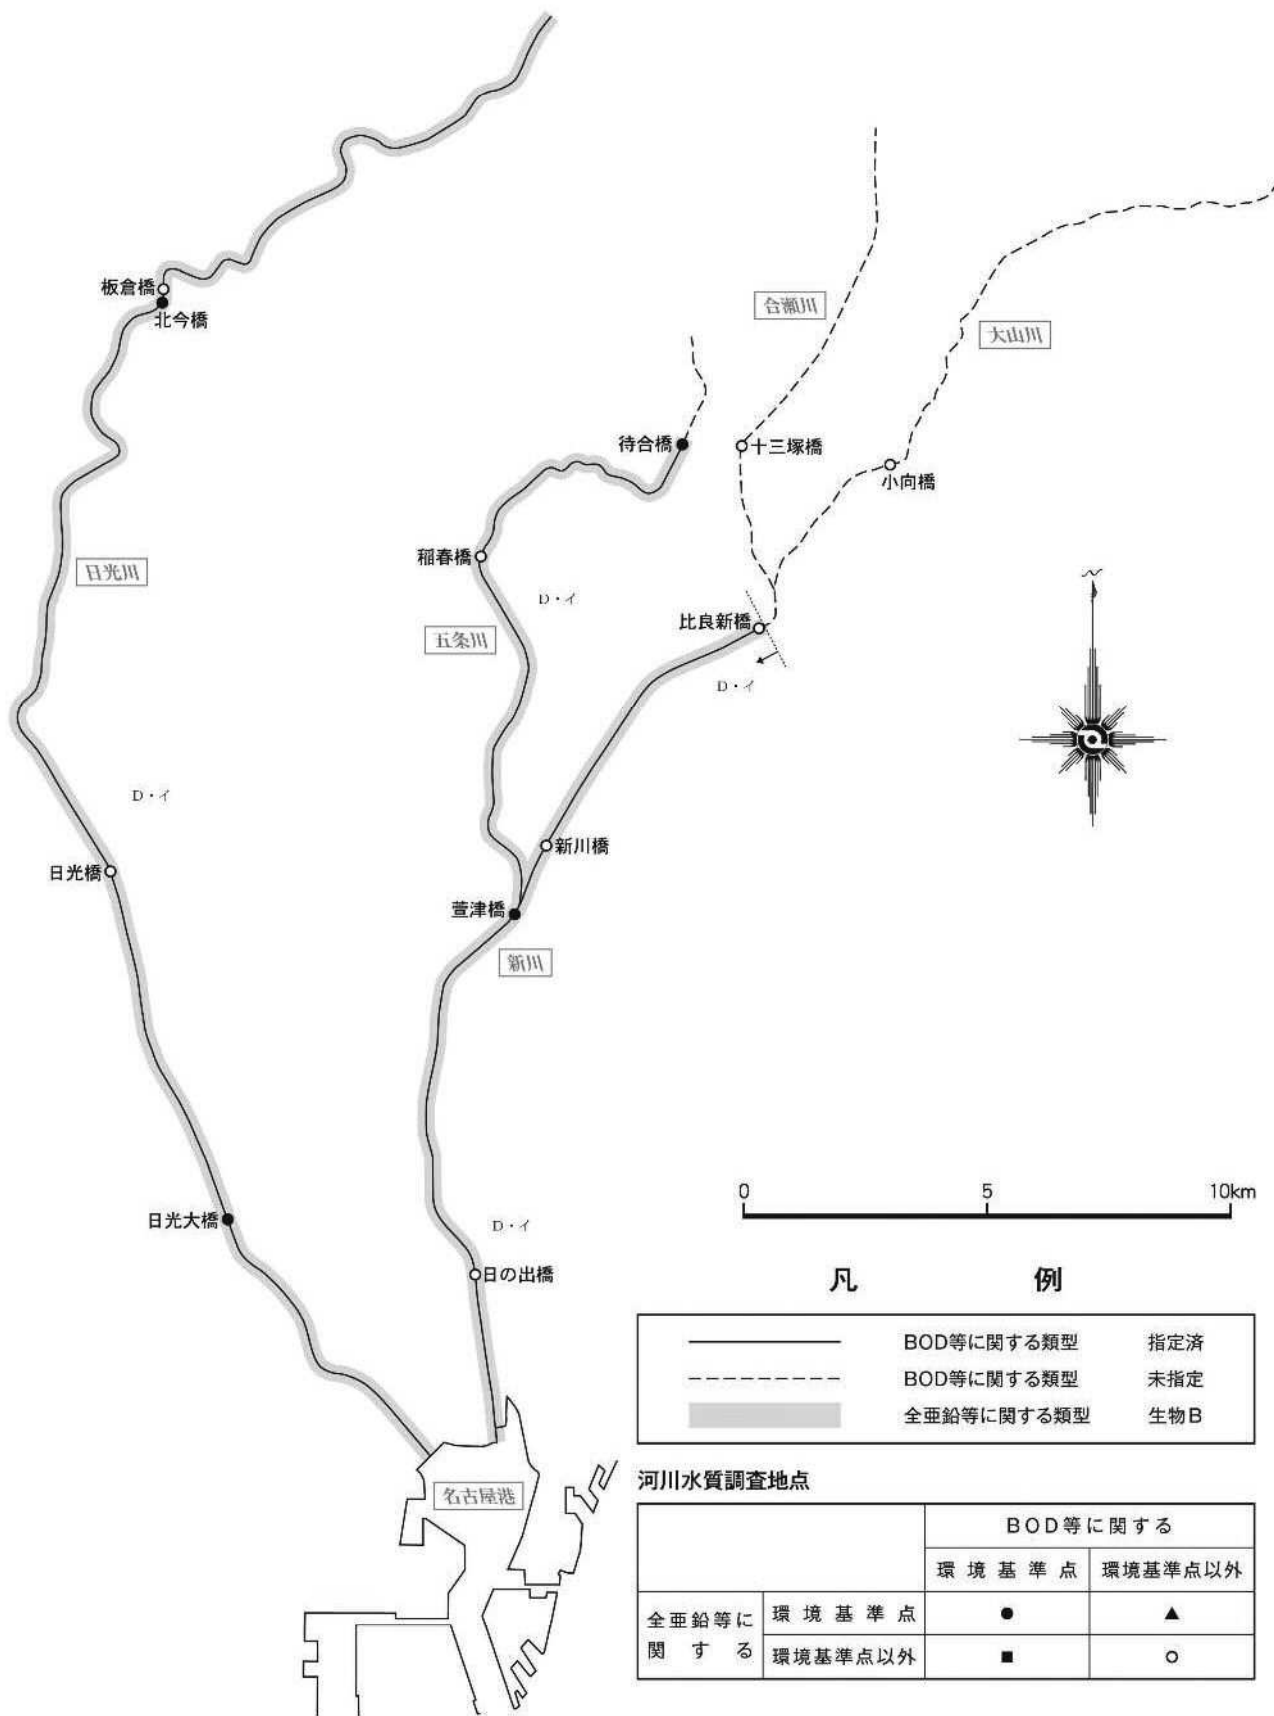 板倉橋
北今橋
合瀬川
大山川
待合橋
十三塚橋
小向橋
日光川
稲春橋
D・イ
五条川
比良新橋
D・イ
D・イ
日光橋
新川橋
萱津橋
新川
0 5 10km
日光大橋
D・イ
日の出橋
凡 例
BOD等に関する類型 指定済
BOD等に関する類型 未指定
全亜鉛等に関する類型 生物B
名古屋港
河川水質調査地点
BOD等に関する
環境基準点 環境基準点以外
全亜鉛等に関する 環境基準点 ● ▲
環境基準点以外 ■ ○